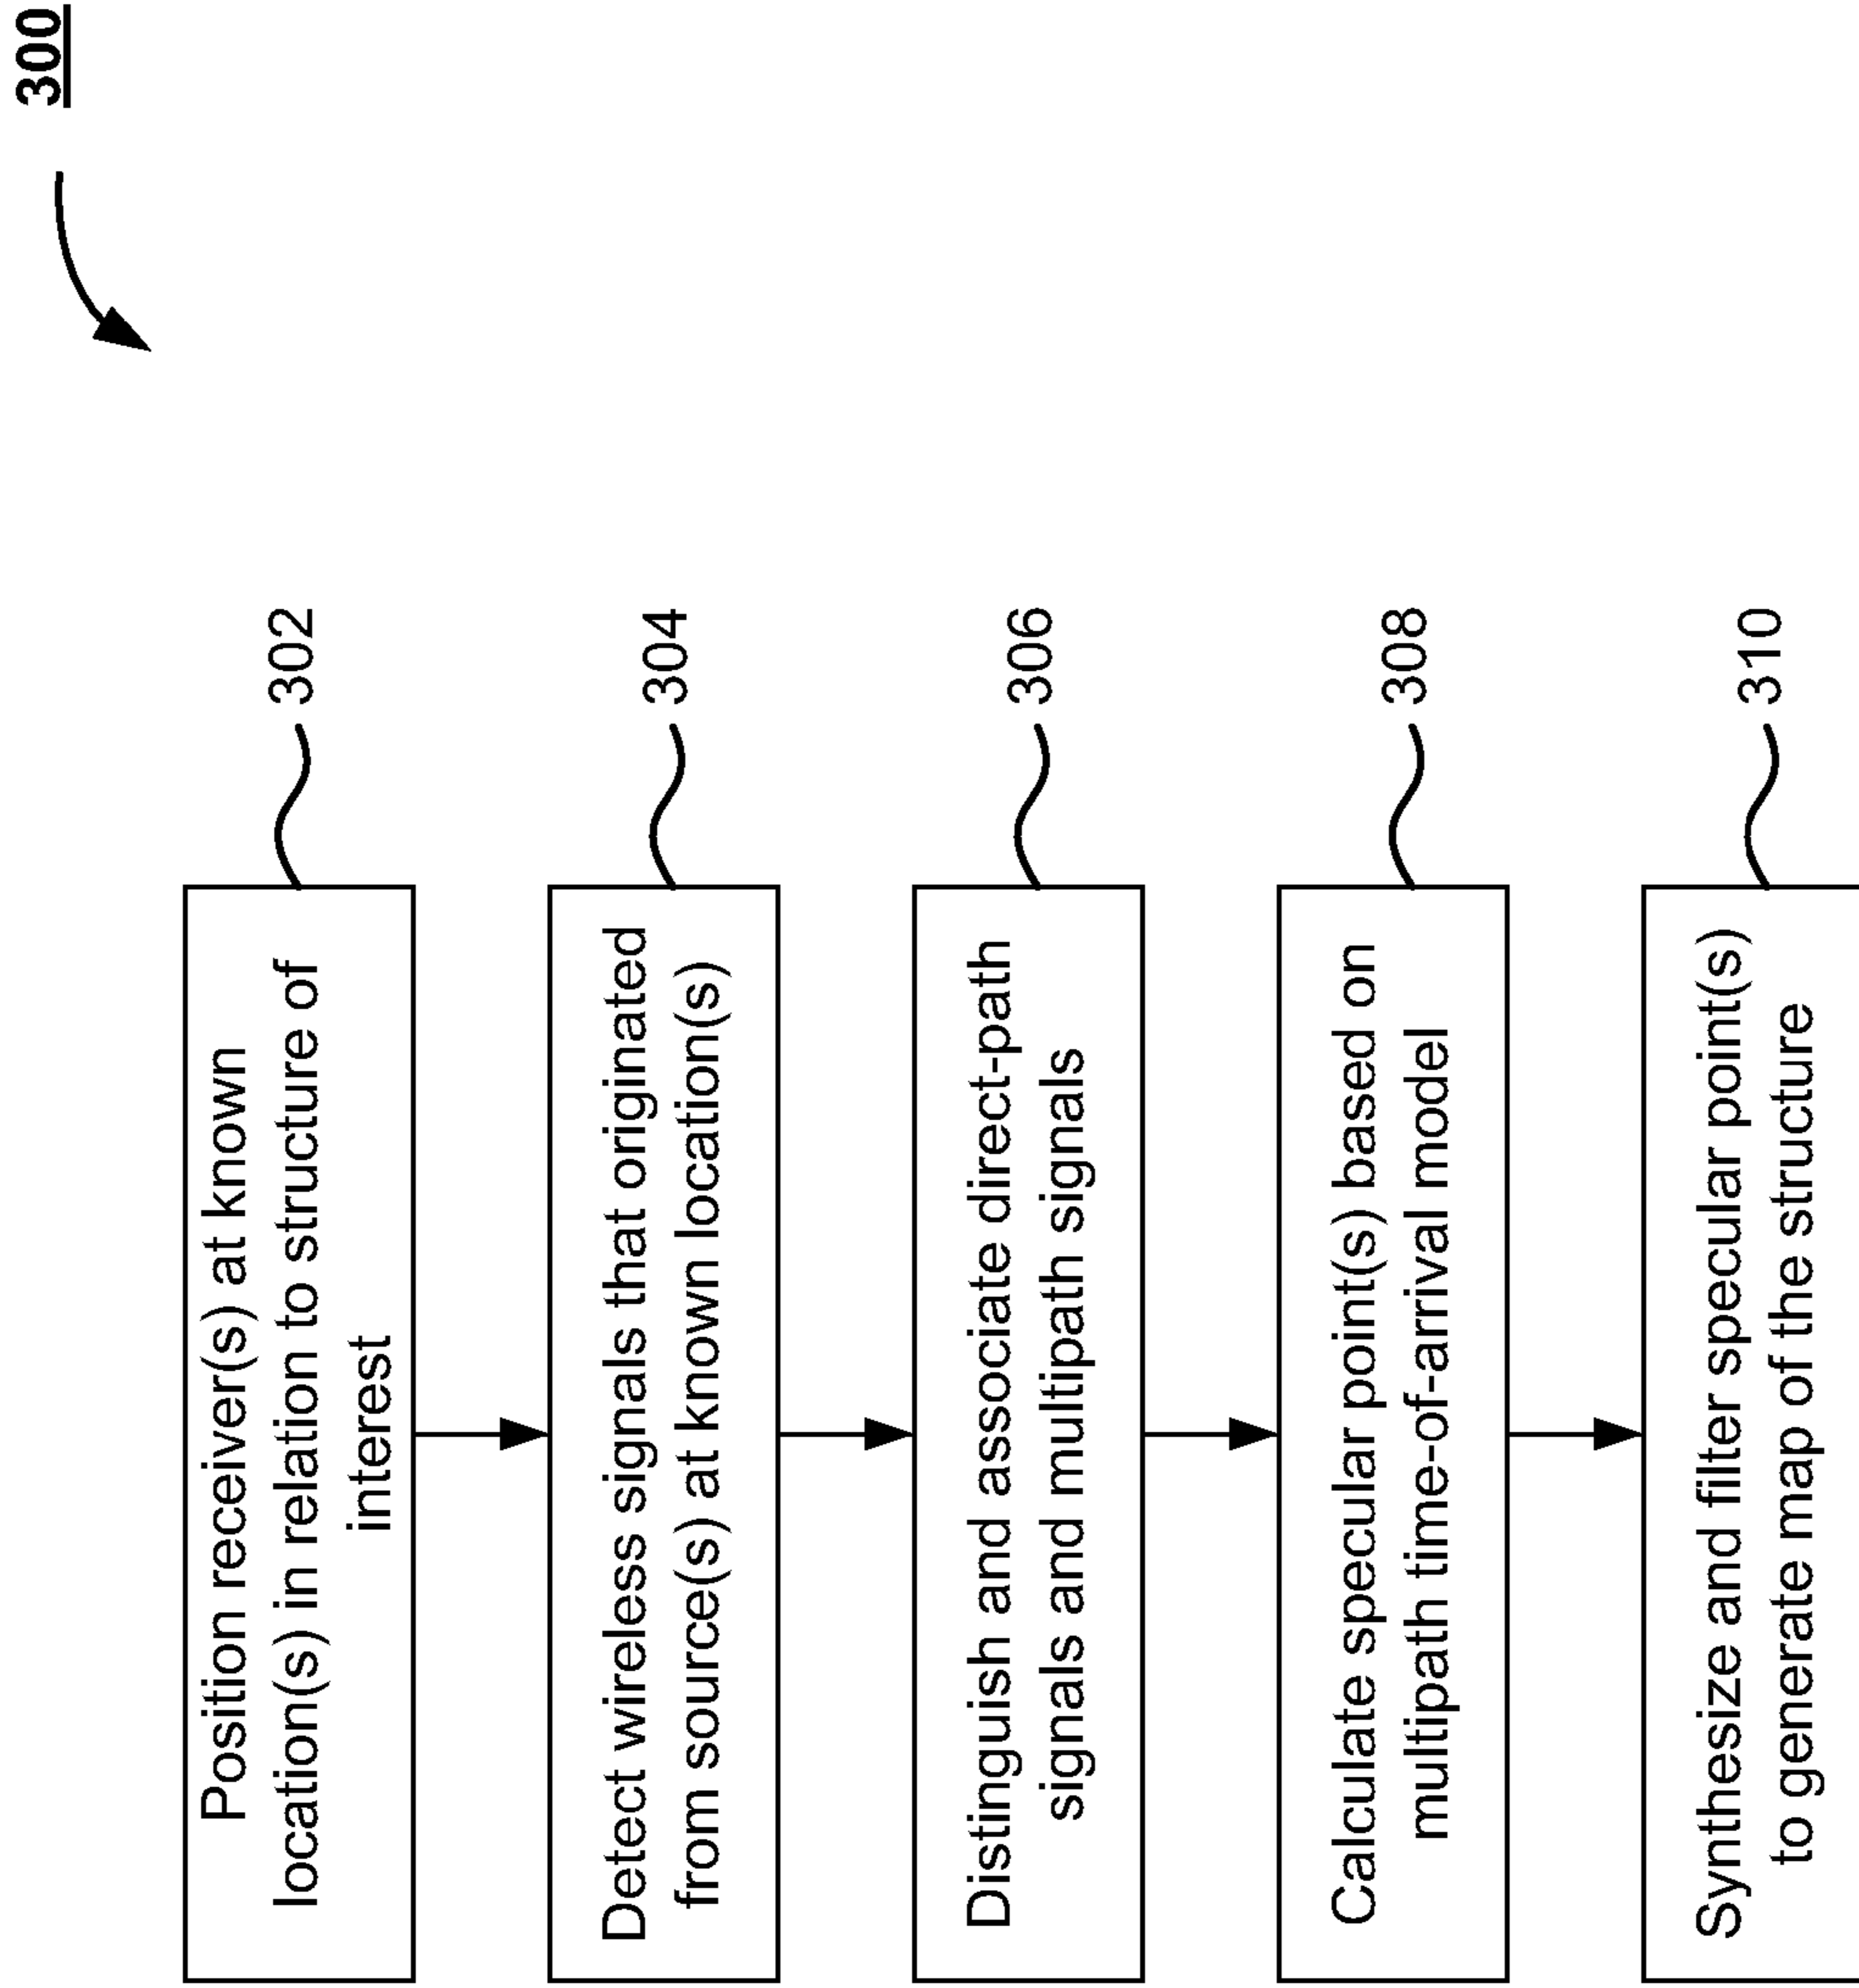 300
Position receiver(s) at known
location(s) in relation to structure of
interest
302
Detect wireless signals that originated
from source(s) at known location(s)
304
Distinguish and associate direct-path
signals and multipath signals
306
Calculate specular point(s) based on
multipath time-of-arrival model
308
Synthesize and filter specular point(s)
to generate map of the structure
310